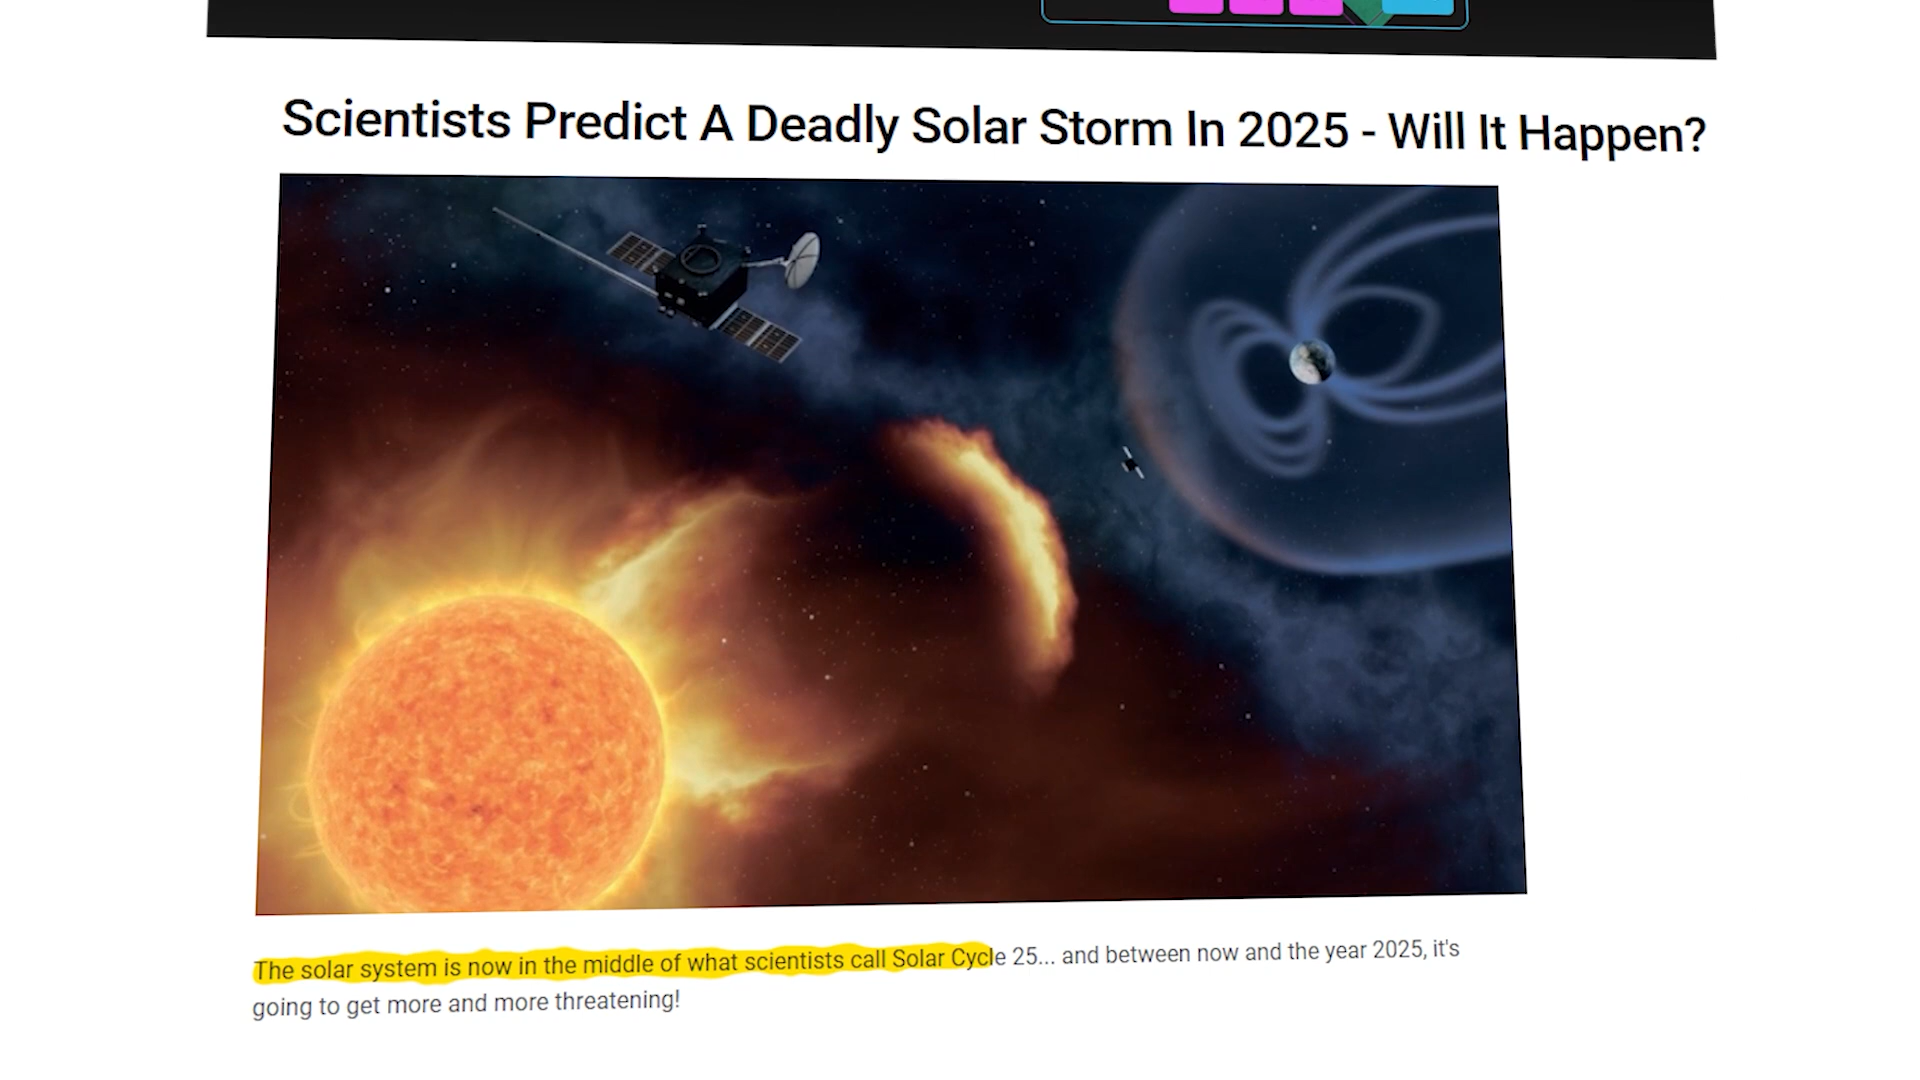 Scientists Predict A Deadly Solar Storm In 2025 - Will It Happen?
The solar system is now in the middle of what scientists call Solar Cycle 25... and between now and the year 2025, it's
going to get more and more threatening!